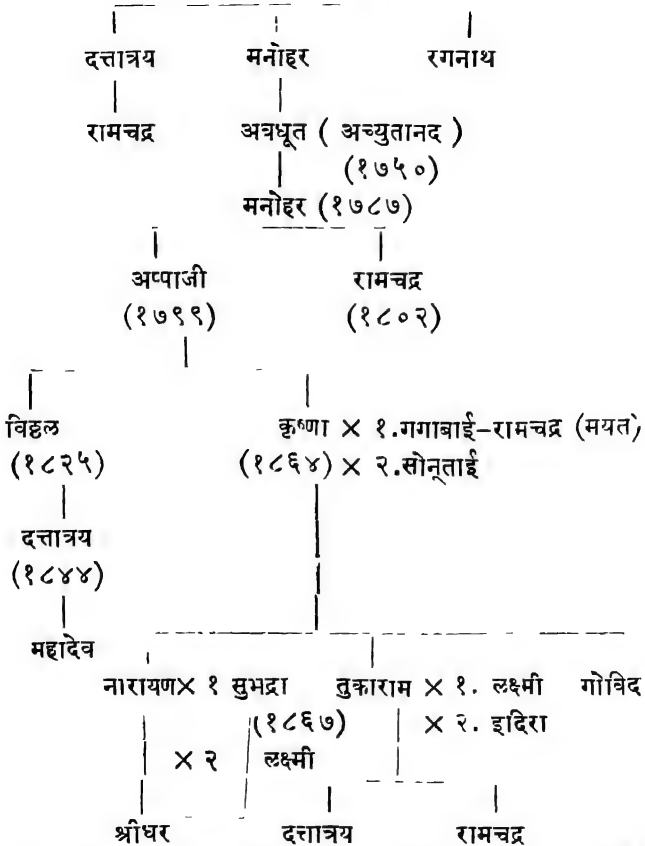 दत्तात्रय मनोहर रगनाथ
रामचद्र अत्रधूत ( अच्युतानद )
(१७५०)
मनोहर (१७८७)
अप्पाजी रामचद्र
(१७९९) (१८०२)
विठ्ठल कृष्णा × १.गगाबाई–रामचद्र (मयत)
(१८२५) (१८६४) × २.सोनूताई
दत्तात्रय
(१८४४)
महादेव
नारायण× १ सुभद्रा तुकाराम × १. लक्ष्मी गोविद
(१८६७) × २. इदिरा
× २ लक्ष्मी
श्रीधर दत्तात्रय रामचद्र